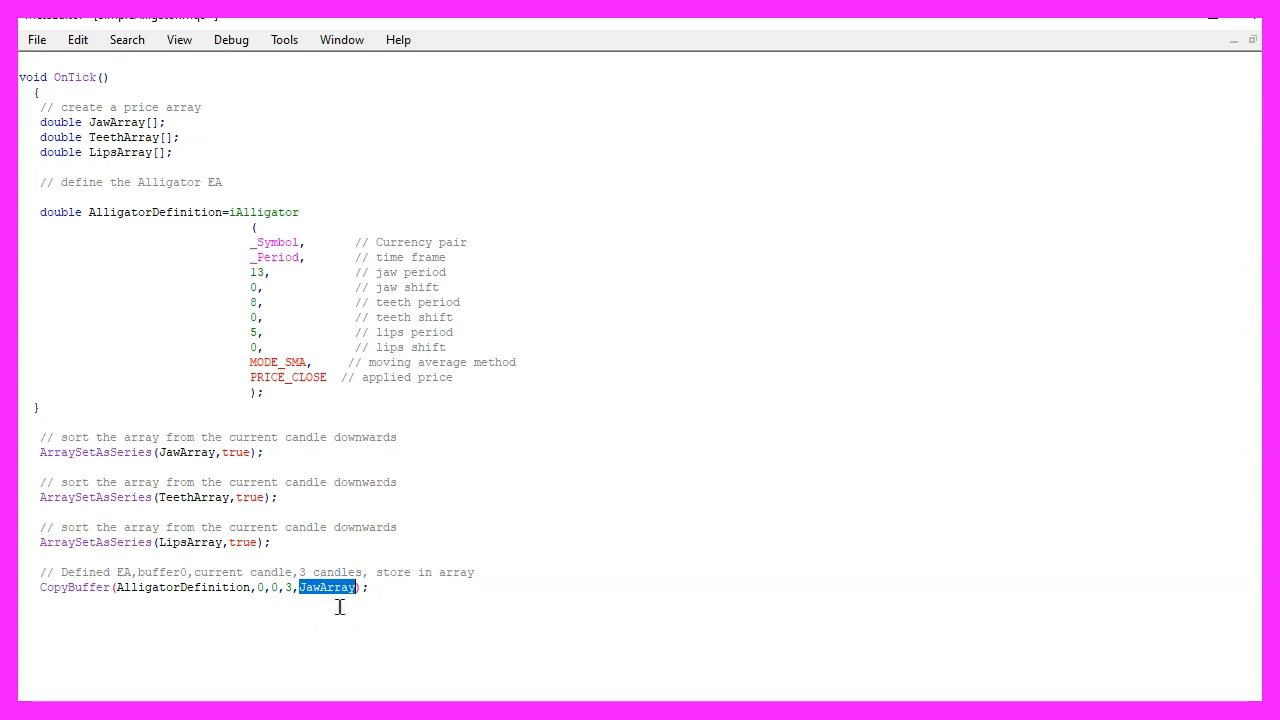 File Edit Search View Debug Tools Window Help
void OnTick()
{
// create a price array
double JawArray[];
double TeethArray[];
double LipsArray[];
// define the Alligator EA
double AlligatorDefinition=iAlligator
(
_Symbol, // Currency pair
_Period, // time frame
13, // jaw period
0, // jaw shift
8, // teeth period
0, // teeth shift
5, // lips period
0, // lips shift
MODE_SMA, // moving average method
PRICE_CLOSE // applied price
);
}
// sort the array from the current candle downwards
ArraySetAsSeries(JawArray,true);
// sort the array from the current candle downwards
ArraySetAsSeries(TeethArray,true);
// sort the array from the current candle downwards
ArraySetAsSeries(LipsArray,true);
// Defined EA,buffer0,current candle,3 candles, store in array
CopyBuffer(AlligatorDefinition,0,0,3,JawArray);